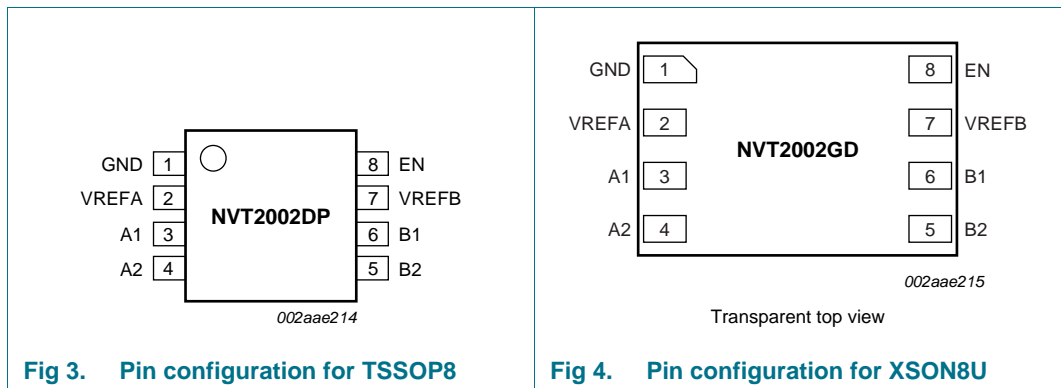 GND 1 8 EN
VREFA 2 7 VREFB
NVT2002DP
A1 3 6 B1
A2 4 5 B2
002aae214
Fig 3. Pin configuration for TSSOP8
GND 1 8 EN
VREFA 2 7 VREFB
NVT2002GD
A1 3 6 B1
A2 4 5 B2
002aae215
Transparent top view
Fig 4. Pin configuration for XSON8U